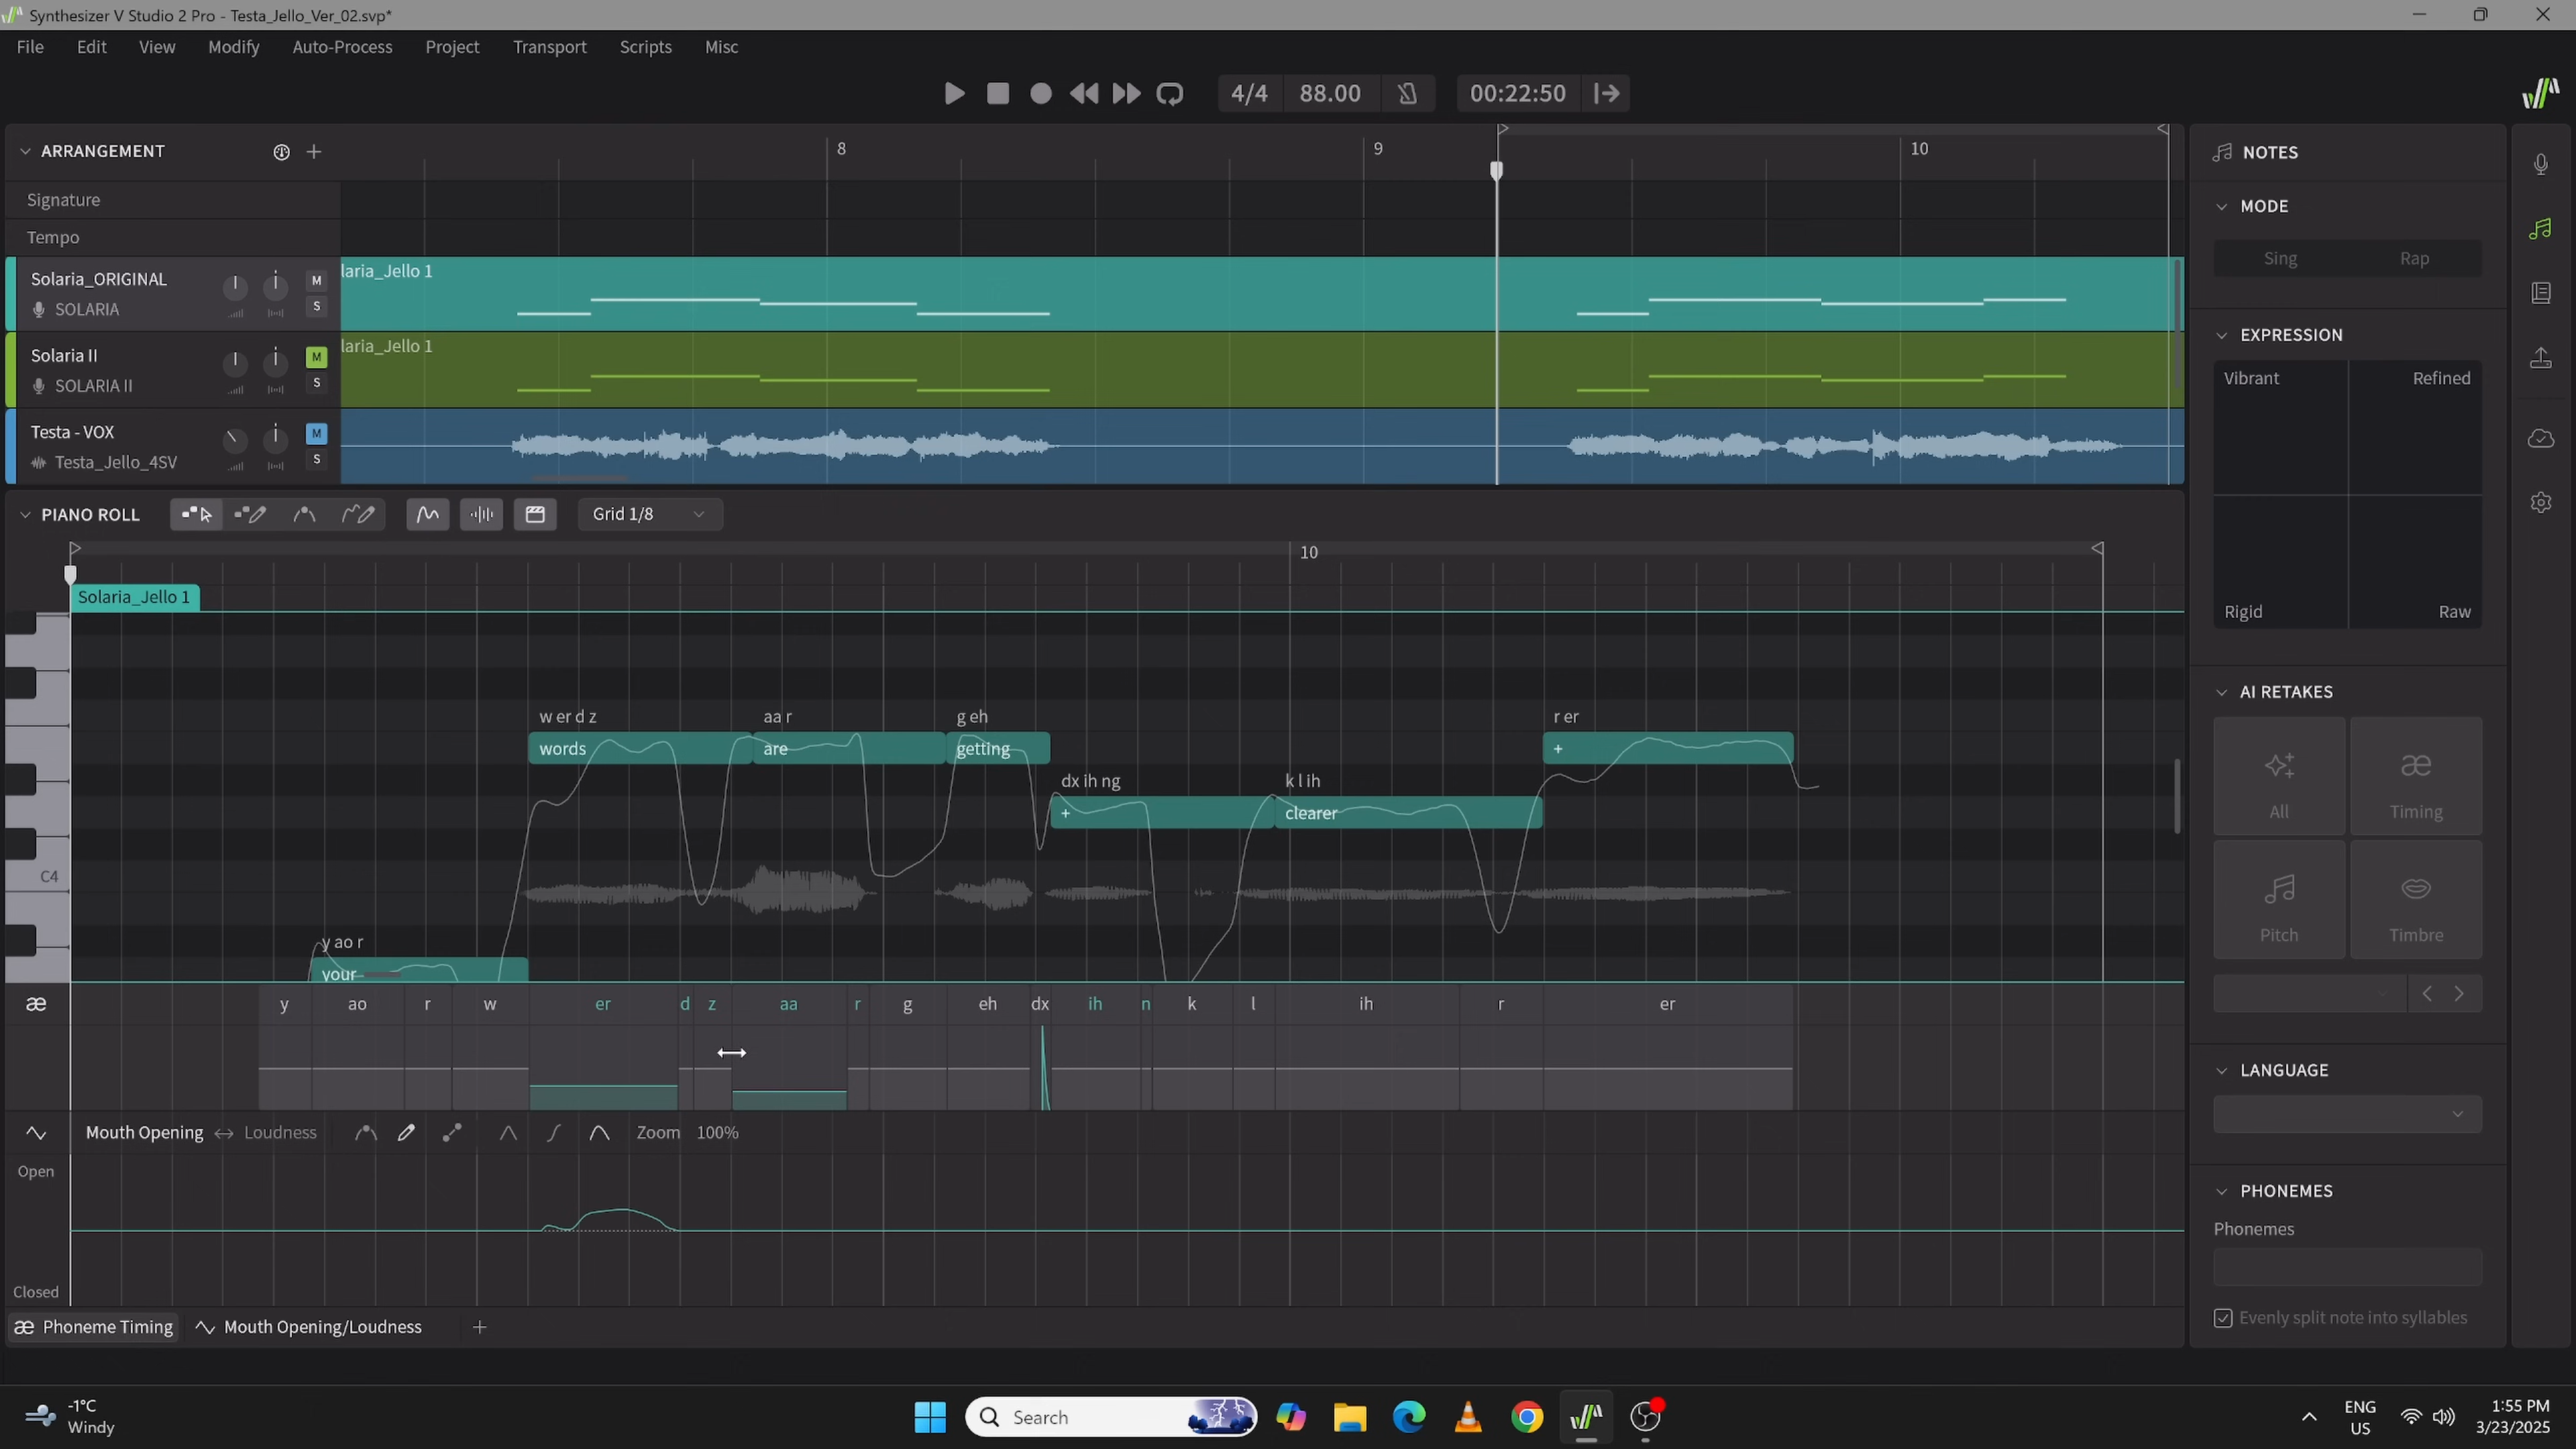 Synthesizer V Studio 2 Pro - Testa_Jello_Ver_02.svp*
File Edit View Modify Auto-Process Project Transport Scripts Misc
4/4 88.00 00:22:50
ARRANGEMENT
8 9 10
Signature
Tempo
Solaria_ORIGINAL M
SOLARIA S
laria_Jello 1
Solaria II M
SOLARIA II S
laria_Jello 1
Testa - VOX M
Testa_Jello_4SV S
PIANO ROLL Grid 1/8
10
Solaria_Jello 1
w er d z aa r g eh r er
words are getting +
dx ih ng k l ih
+ clearer
C4
y ao r
your
æ y ao r w er d z aa r g eh dx ih n k l ih r er
Mouth Opening Loudness Zoom 100%
Open
Closed
æ Phoneme Timing Mouth Opening/Loudness +
NOTES
MODE
Sing Rap
EXPRESSION
Vibrant Refined
Rigid Raw
AI RETAKES
æ
All Timing
Pitch Timbre
LANGUAGE
PHONEMES
Phonemes
Evenly split note into syllables
-1°C
Windy
Search
ENG
US
1:55 PM
3/23/2025